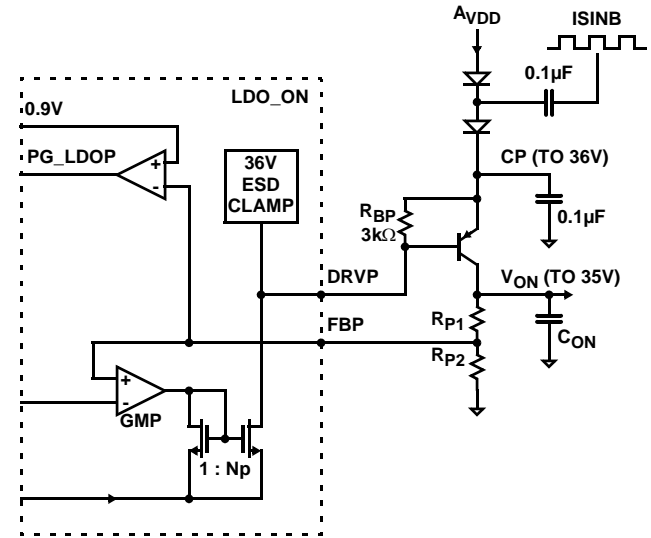 AVDD
ISINB
0.1µF
LDO_ON
0.9V
PG_LDOP
+
-
36V
ESD
CLAMP
CP (TO 36V)
RBP
3kΩ
0.1µF
DRVP
VON (TO 35V)
FBP
RP1
CON
RP2
+
-
GMP
1 : Np